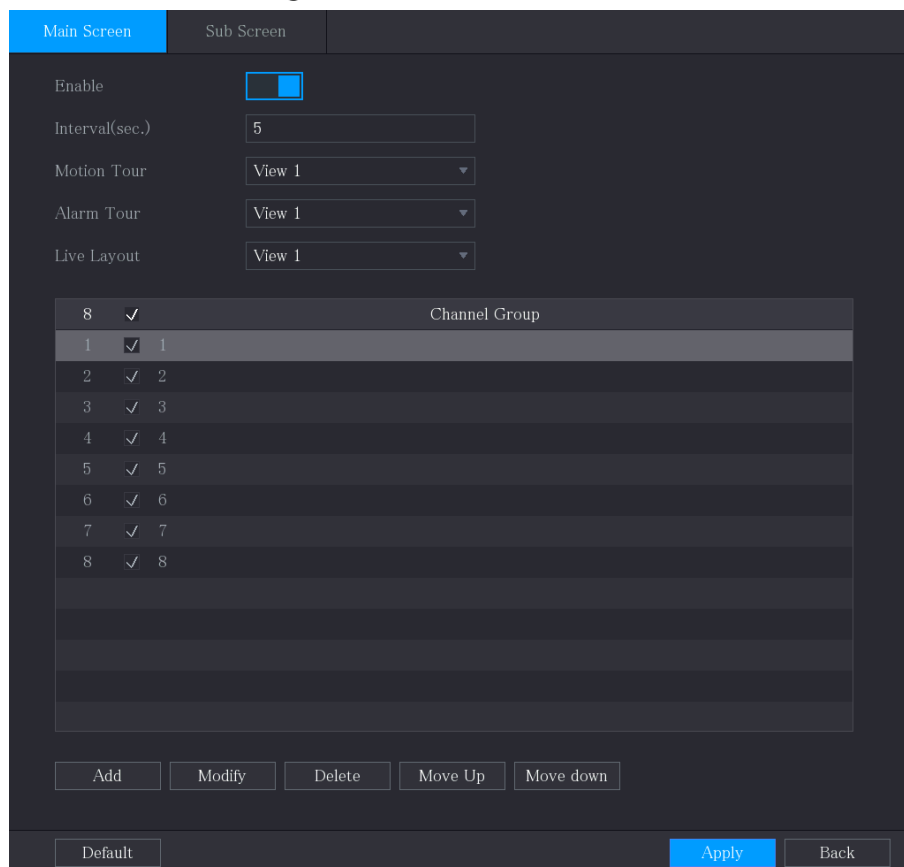 Main Screen Sub Screen
Enable
Interval(sec.) 5
Motion Tour View 1
Alarm Tour View 1
Live Layout View 1
8 Channel Group
1 1
2 2
3 3
4 4
5 5
6 6
7 7
8 8
Add Modify Delete Move Up Move down
Default Apply Back